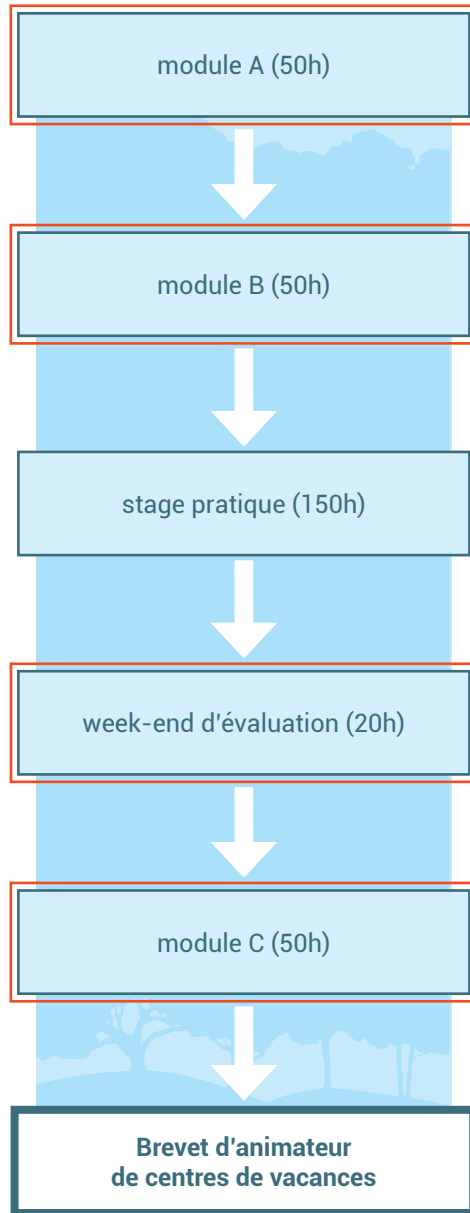 module A (50h)
module B (50h)
stage pratique (150h)
week-end d'évaluation (20h)
module C (50h)
Brevet d'animateur
de centres de vacances